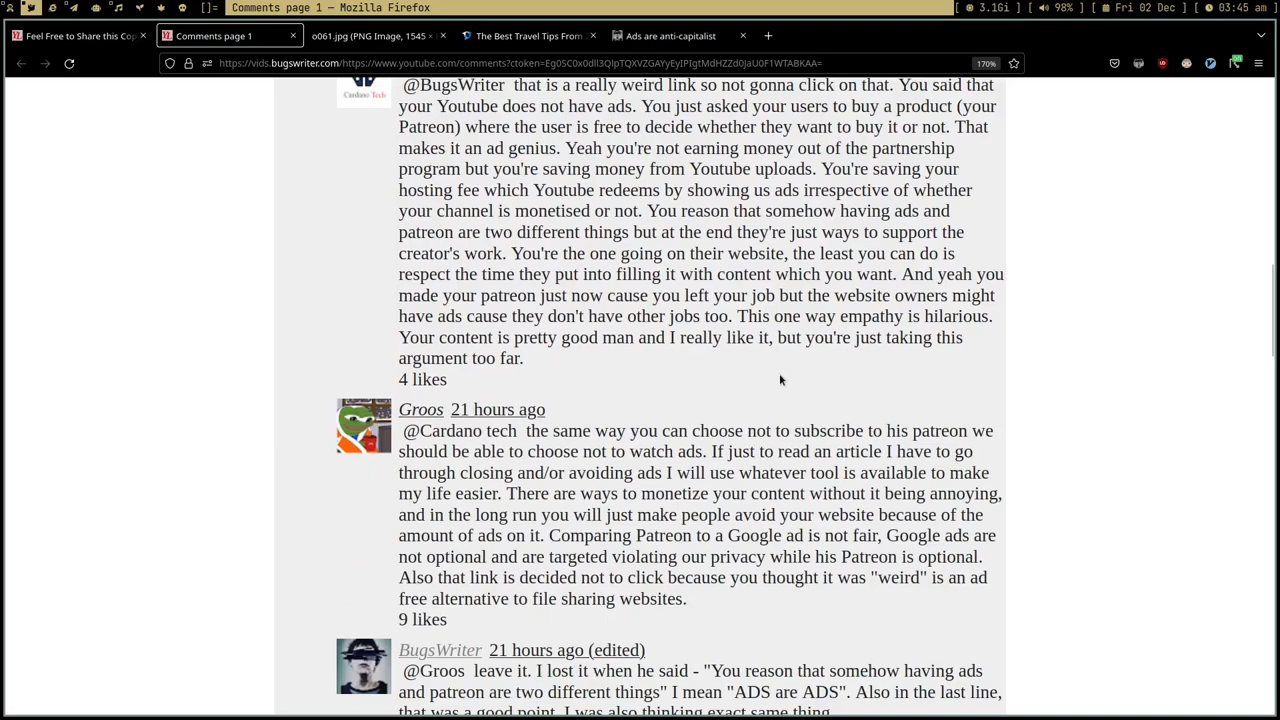 []= Comments page 1 — Mozilla Firefox [ 3.1Gi ] [ 98% ] [ Fri 02 Dec ] [ 03:45 am ]
Feel Free to Share this Cop × Comments page 1 × o061.jpg (PNG Image, 1545 × × The Best Travel Tips From × Ads are anti-capitalist × +
https://vids.bugswriter.com/comments?ctoken=Eg0SC0x0dll3QlpTQXVZGAYyEyIPIgtMdHZZd0JaU0F1WTABKAA= 170%
Cardano Tech
@BugsWriter that is a really weird link so not gonna click on that. You said that
your Youtube does not have ads. You just asked your users to buy a product (your
Patreon) where the user is free to decide whether they want to buy it or not. That
makes it an ad genius. Yeah you're not earning money out of the partnership
program but you're saving money from Youtube uploads. You're saving your
hosting fee which Youtube redeems by showing us ads irrespective of whether
your channel is monetised or not. You reason that somehow having ads and
patreon are two different things but at the end they're just ways to support the
creator's work. You're the one going on their website, the least you can do is
respect the time they put into filling it with content which you want. And yeah you
made your patreon just now cause you left your job but the website owners might
have ads cause they don't have other jobs too. This one way empathy is hilarious.
Your content is pretty good man and I really like it, but you're just taking this
argument too far.
4 likes
Groos 21 hours ago
@Cardano tech the same way you can choose not to subscribe to his patreon we
should be able to choose not to watch ads. If just to read an article I have to go
through closing and/or avoiding ads I will use whatever tool is available to make
my life easier. There are ways to monetize your content without it being annoying,
and in the long run you will just make people avoid your website because of the
amount of ads on it. Comparing Patreon to a Google ad is not fair, Google ads are
not optional and are targeted violating our privacy while his Patreon is optional.
Also that link is decided not to click because you thought it was "weird" is an ad
free alternative to file sharing websites.
9 likes
BugsWriter 21 hours ago (edited)
@Groos leave it. I lost it when he said - "You reason that somehow having ads
and patreon are two different things" I mean "ADS are ADS". Also in the last line,
that was a good point. I was also thinking exact same thing